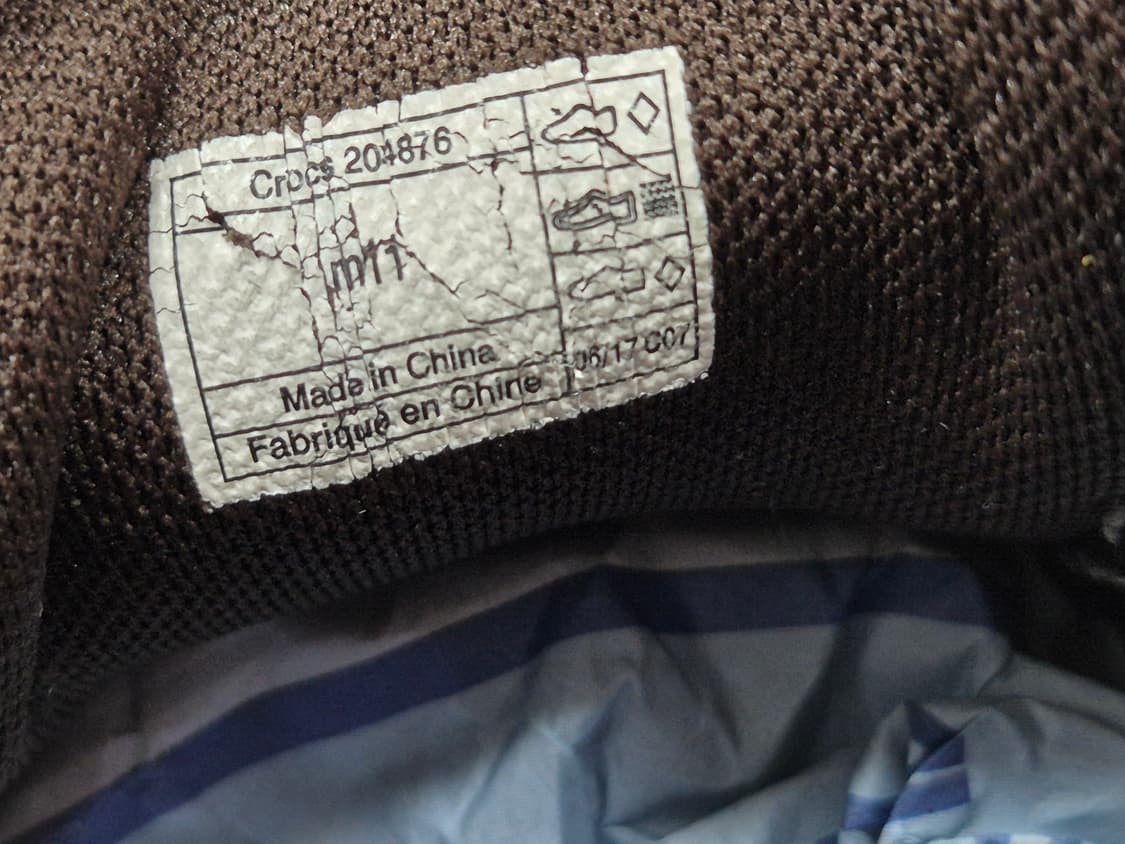 Crocs 204876
m11
Made in China
Fabriqué en Chine
06/17 C07